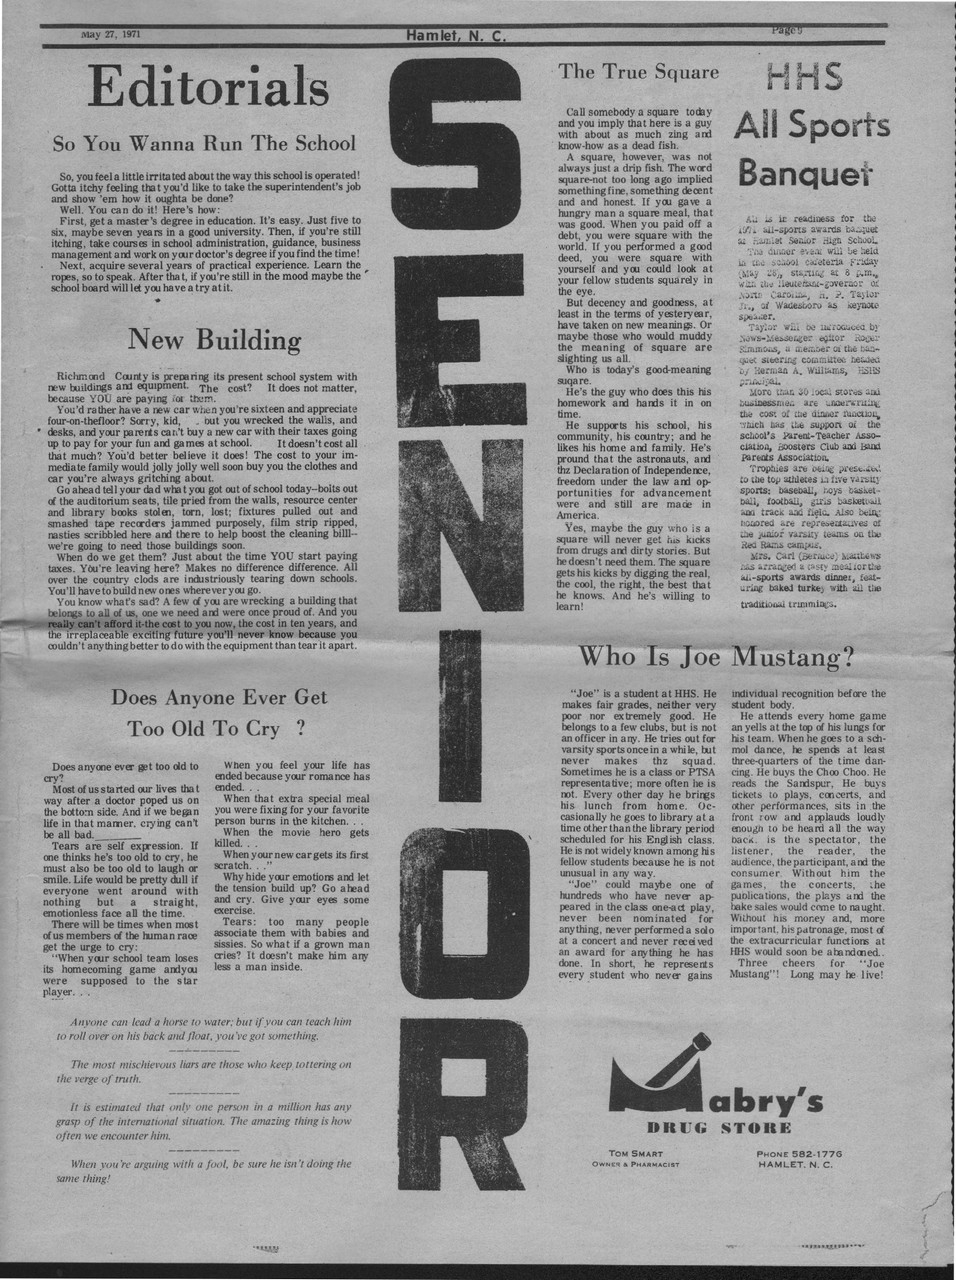 May 27, 1971
Hamlet, N. C.
Page 9
Editorials
So You Wanna Run The School
So, you feel a little irritated about the way this school is operated!
Gotta itchy feeling that you'd like to take the superintendent's job
and show 'em how it oughta be done?
Well. You can do it! Here's how:
First, get a master's degree in education. It's easy. Just five to
six, maybe seven years in a good university. Then, if you're still
itching, take courses in school administration, guidance, business
management and work on your doctor's degree if you find the time!
Next, acquire several years of practical experience. Learn the
ropes, so to speak. After that, if you're still in the mood maybe the
school board will let you have a try at it.
New Building
Richmond County is preparing its present school system with
new buildings and equipment. The cost? It does not matter,
because YOU are paying for them.
You'd rather have a new car when you're sixteen and appreciate
four-on-thefloor? Sorry, kid, . but you wrecked the walls, and
desks, and your parents can't buy a new car with their taxes going
up to pay for your fun and games at school. It doesn't cost all
that much? You'd better believe it does! The cost to your im-
mediate family would jolly jolly well soon buy you the clothes and
car you're always gritching about.
Go ahead tell your dad what you got out of school today--bolts out
of the auditorium seats, tile pried from the walls, resource center
and library books stolen, torn, lost; fixtures pulled out and
smashed tape recorders jammed purposely, film strip ripped,
nasties scribbled here and there to help boost the cleaning billl--
we're going to need those buildings soon.
When do we get them? Just about the time YOU start paying
taxes. You're leaving here? Makes no difference difference. All
over the country clods are industriously tearing down schools.
You'll have to build new ones wherever you go.
You know what's sad? A few of you are wrecking a building that
belongs to all of us, one we need and were once proud of. And you
really can't afford it-the cost to you now, the cost in ten years, and
the irreplaceable exciting future you'll never know because you
couldn't anything better to do with the equipment than tear it apart.
Does Anyone Ever Get
Too Old To Cry ?
Does anyone ever get too old to
cry?
Most of us started our lives that
way after a doctor poped us on
the bottom side. And if we began
life in that manner, crying can't
be all bad.
Tears are self expression. If
one thinks he's too old to cry, he
must also be too old to laugh or
smile. Life would be pretty dull if
everyone went around with
nothing but a straight,
emotionless face all the time.
There will be times when most
of us members of the human race
get the urge to cry:
"When your school team loses
its homecoming game andyou
were supposed to the star
player. . .
When you feel your life has
ended because your romance has
ended. . .
When that extra special meal
you were fixing for your favorite
person burns in the kitchen. . .
When the movie hero gets
killed. . .
When your new car gets its first
scratch. . ."
Why hide your emotions and let
the tension build up? Go ahead
and cry. Give your eyes some
exercise.
Tears: too many people
associate them with babies and
sissies. So what if a grown man
cries? It doesn't make him any
less a man inside.
Anyone can lead a horse to water; but if you can teach him
to roll over on his back and float, you've got something.
The most mischievous liars are those who keep tottering on
the verge of truth.
It is estimated that only one person in a million has any
grasp of the international situation. The amazing thing is how
often we encounter him.
When you're arguing with a fool, be sure he isn't doing the
same thing!
SENIOR
The True Square
Call somebody a square today
and you imply that here is a guy
with about as much zing and
know-how as a dead fish.
A square, however, was not
always just a drip fish. The word
square-not too long ago implied
something fine, something decent
and and honest. If you gave a
hungry man a square meal, that
was good. When you paid off a
debt, you were square with the
world. If you performed a good
deed, you were square with
yourself and you could look at
your fellow students squarely in
the eye.
But decency and goodness, at
least in the terms of yesteryear,
have taken on new meanings. Or
maybe those who would muddy
the meaning of square are
slighting us all.
Who is today's good-meaning
suqare.
He's the guy who does this his
homework and hands it in on
time.
He supports his school, his
community, his country; and he
likes his home and family. He's
pround that the astronauts, and
thz Declaration of Independence,
freedom under the law and op-
portunities for advancement
were and still are made in
America.
Yes, maybe the guy who is a
square will never get his kicks
from drugs and dirty stories. But
he doesn't need them. The square
gets his kicks by digging the real,
the cool, the right, the best that
he knows. And he's willing to
learn!
HHS
All Sports
Banquet
All is in readiness for the
1971 all-sports awards banquet
at Hamlet Senior High School.
The dinner event will be held
in the school cafeteria Friday
(May 28), starting at 8 p.m.,
with the lieutenant-governor of
North Carolina, H. P. Taylor
Jr., of Wadesboro as keynote
speaker.
Taylor will be introduced by
News-Messenger editor Roger
Simmons, a member of the ban-
quet steering committee headed
by Herman A. Williams, HSHS
principal.
More than 30 local stores and
businessmen are underwriting
the cost of the dinner function,
which has the support of the
school's Parent-Teacher Asso-
ciation, Boosters Club and Band
Parents Association.
Trophies are being presented
to the top athletes in five varsity
sports; baseball, boys basket-
ball, football, girls basketball
and track and field. Also being
honored are representatives of
the junior varsity teams on the
Red Rams campus.
Mrs. Carl (Bernice) Matthews
has arranged a tasty meal for the
all-sports awards dinner, feat-
uring baked turkey with all the
traditional trimmings.
Who Is Joe Mustang?
"Joe" is a student at HHS. He
makes fair grades, neither very
poor nor extremely good. He
belongs to a few clubs, but is not
an officer in any. He tries out for
varsity sports once in a while, but
never makes thz squad.
Sometimes he is a class or PTSA
representative; more often he is
not. Every other day he brings
his lunch from home. Oc-
casionally he goes to library at a
time other than the library period
scheduled for his English class.
He is not widely known among his
fellow students because he is not
unusual in any way.
"Joe" could maybe one of
hundreds who have never ap-
peared in the class one-act play,
never been nominated for
anything, never performed a solo
at a concert and never received
an award for anything he has
done. In short, he represents
every student who never gains
individual recognition before the
student body.
He attends every home game
an yells at the top of his lungs for
his team. When he goes to a sch-
mol dance, he spends at least
three-quarters of the time dan-
cing. He buys the Choo Choo. He
reads the Sandspur, He buys
tickets to plays, concerts, and
other performances, sits in the
front row and applauds loudly
enough to be heard all the way
back. is the spectator, the
listener, the reader, the
audience, the participant, and the
consumer. Without him the
games, the concerts, the
publications, the plays and the
bake sales would come to naught.
Without his money and, more
important, his patronage, most of
the extracurricular functions at
HHS would soon be abandoned..
Three cheers for "Joe
Mustang"! Long may he live!
Mabry's
DRUG STORE
TOM SMART
OWNER & PHARMACIST
PHONE 582-1776
HAMLET, N. C.